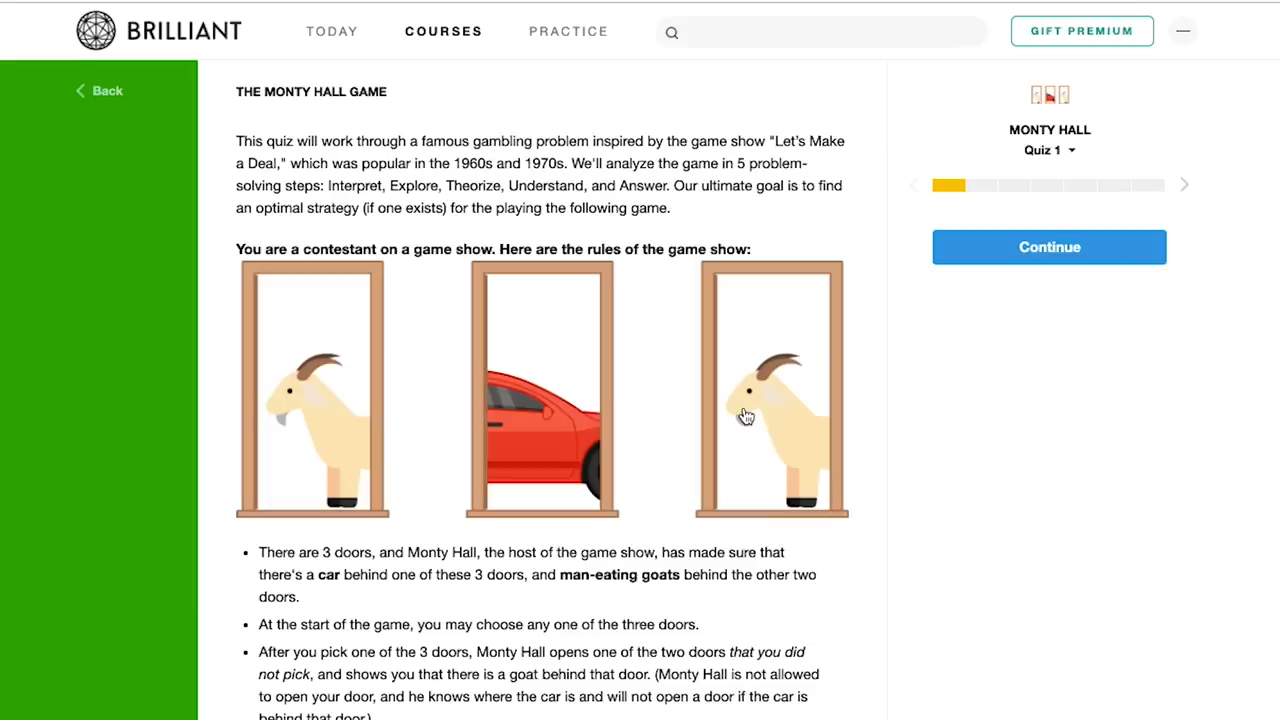 BRILLIANT
TODAY
COURSES
PRACTICE
GIFT PREMIUM
Back
THE MONTY HALL GAME
This quiz will work through a famous gambling problem inspired by the game show "Let's Make
a Deal," which was popular in the 1960s and 1970s. We'll analyze the game in 5 problem-
solving steps: Interpret, Explore, Theorize, Understand, and Answer. Our ultimate goal is to find
an optimal strategy (if one exists) for the playing the following game.
You are a contestant on a game show. Here are the rules of the game show:
• There are 3 doors, and Monty Hall, the host of the game show, has made sure that
there's a car behind one of these 3 doors, and man-eating goats behind the other two
doors.
• At the start of the game, you may choose any one of the three doors.
• After you pick one of the 3 doors, Monty Hall opens one of the two doors that you did
not pick, and shows you that there is a goat behind that door. (Monty Hall is not allowed
to open your door, and he knows where the car is and will not open a door if the car is
behind that door.)
MONTY HALL
Quiz 1
Continue